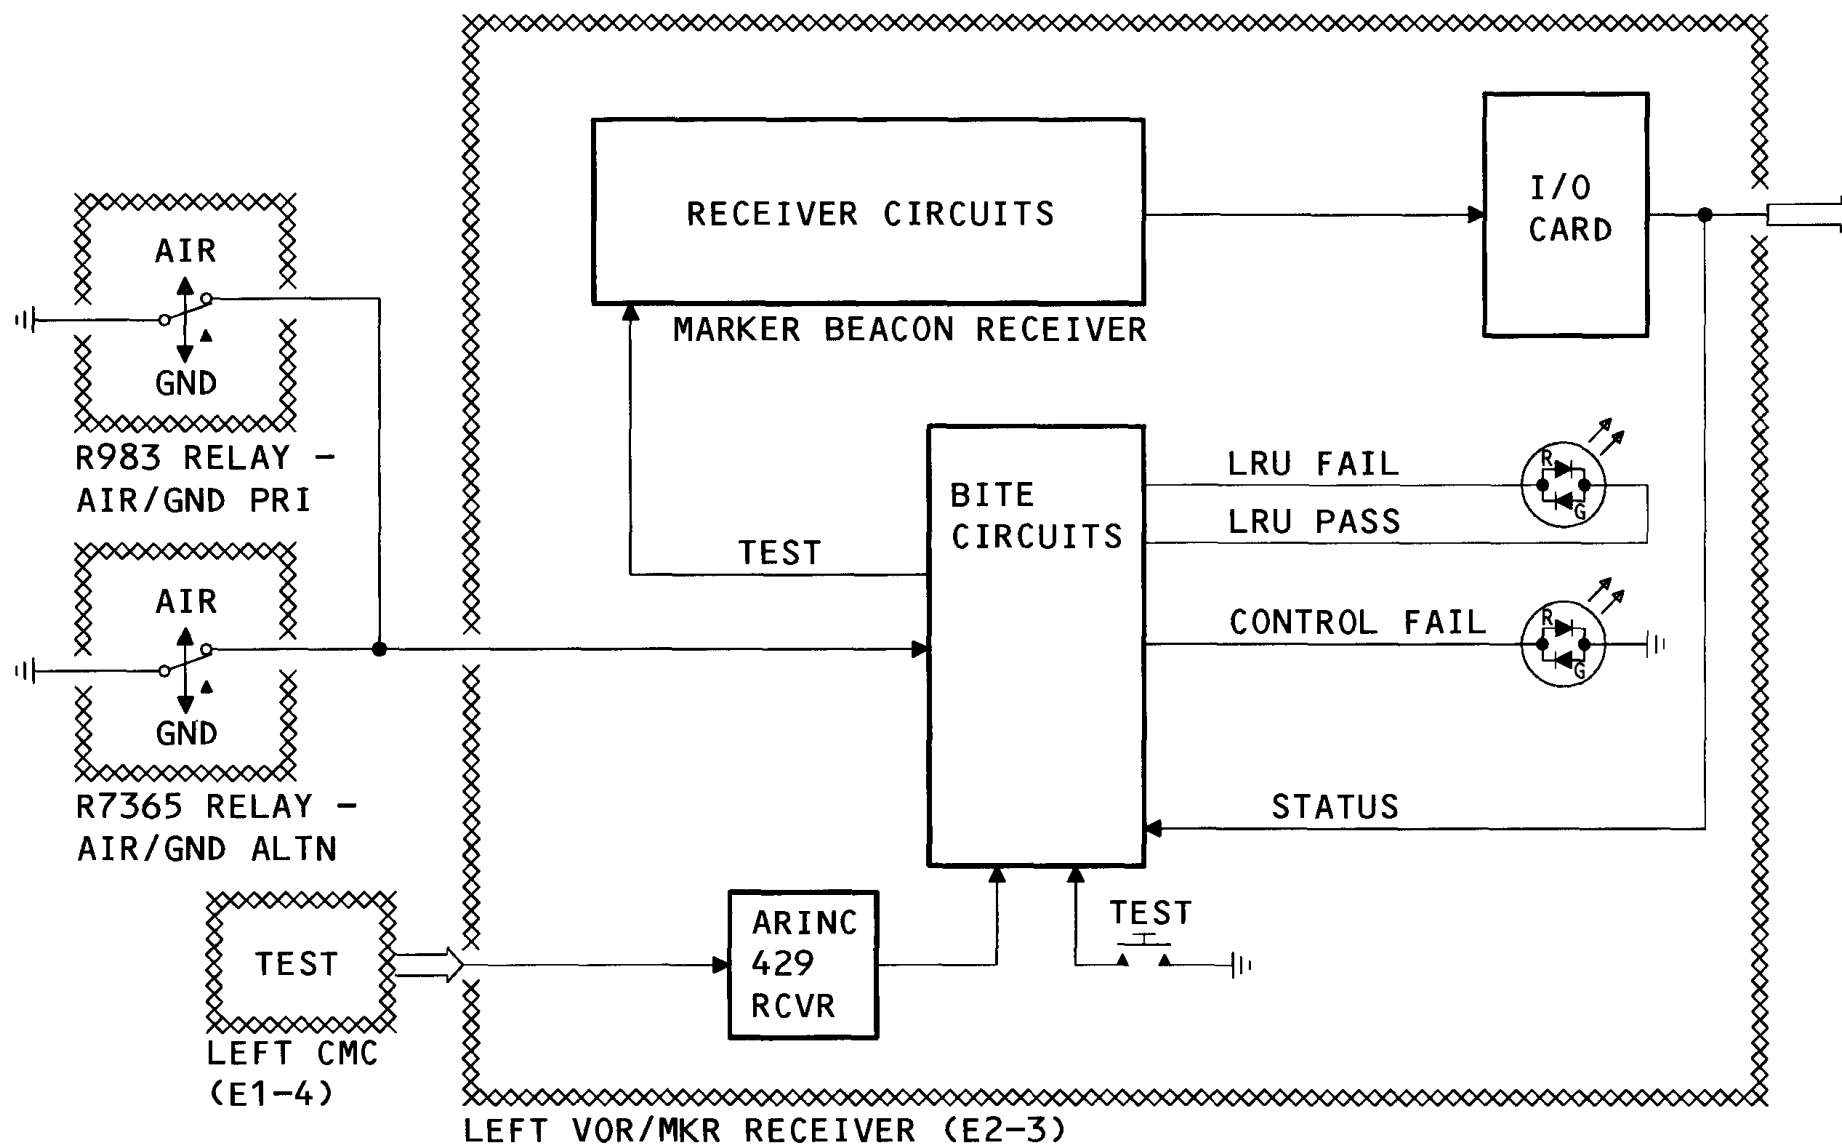 RECEIVER CIRCUITS
MARKER BEACON RECEIVER
I/O
CARD
AIR
GND
R983 RELAY -
AIR/GND PRI
AIR
GND
R7365 RELAY -
AIR/GND ALTN
TEST
LEFT CMC
(E1-4)
TEST
BITE
CIRCUITS
LRU FAIL
R
G
LRU PASS
CONTROL FAIL
R
G
STATUS
ARINC
429
RCVR
TEST
LEFT VOR/MKR RECEIVER (E2-3)